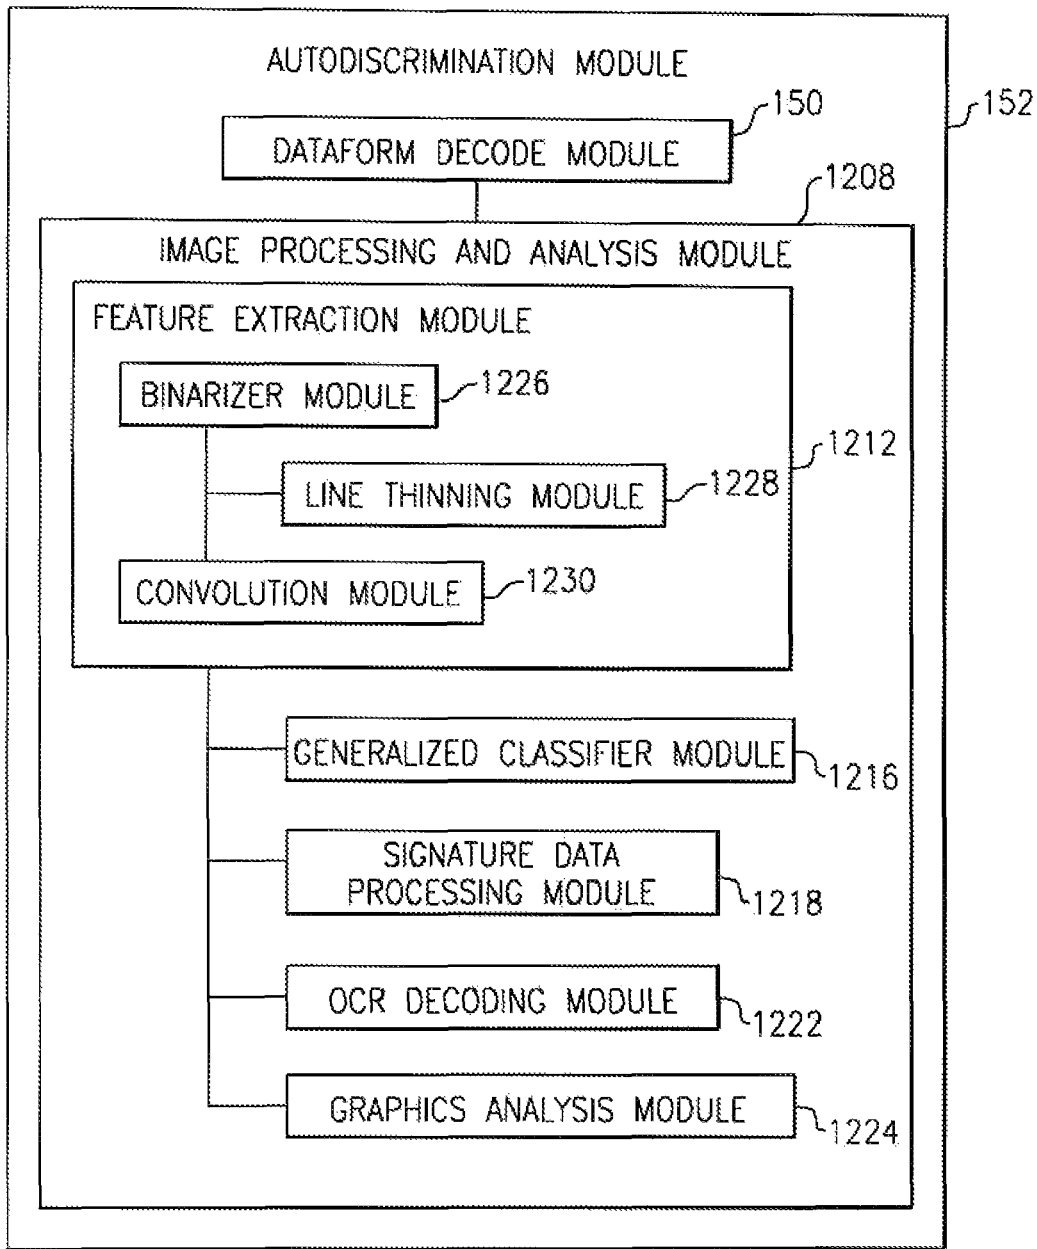 AUTODISCRIMINATION MODULE
150
152
DATAFORM DECODE MODULE
1208
IMAGE PROCESSING AND ANALYSIS MODULE
FEATURE EXTRACTION MODULE
BINARIZER MODULE
1226
1212
LINE THINNING MODULE
1228
CONVOLUTION MODULE
1230
GENERALIZED CLASSIFIER MODULE
1216
SIGNATURE DATA
PROCESSING MODULE
1218
OCR DECODING MODULE
1222
GRAPHICS ANALYSIS MODULE
1224